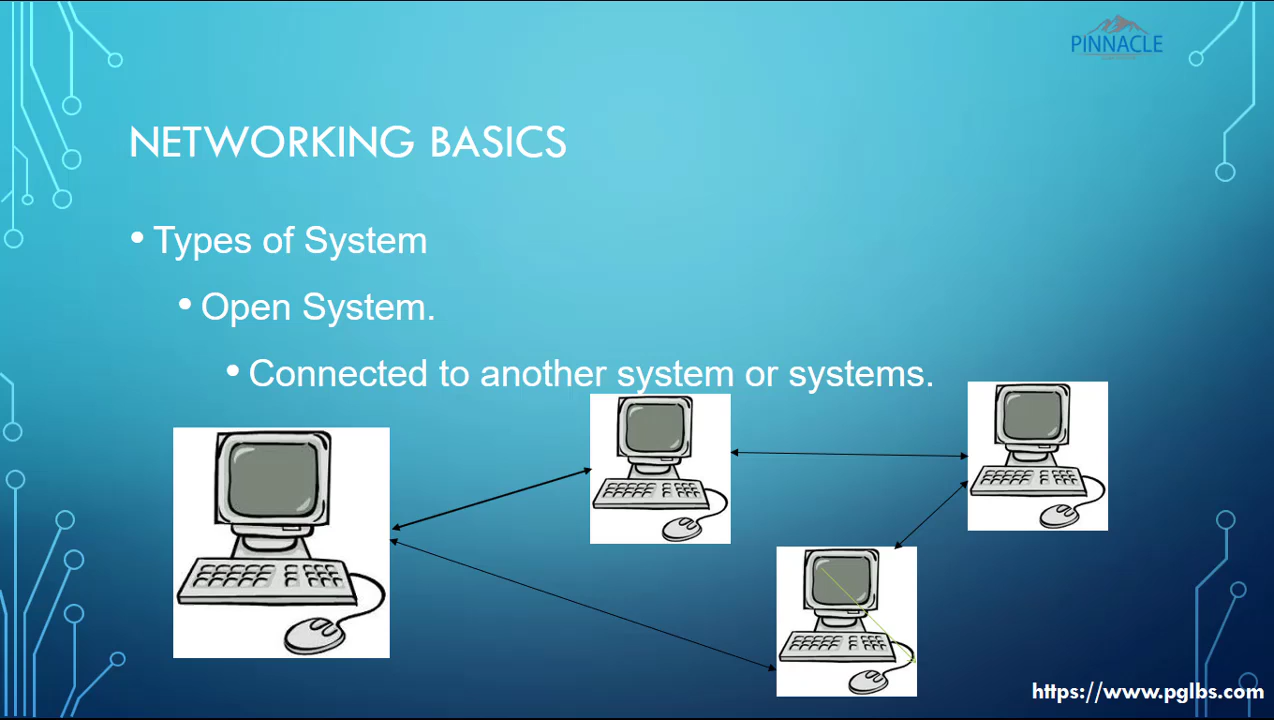 PINNACLE
NETWORKING BASICS
• Types of System
• Open System.
• Connected to another system or systems.
https://www.pglbs.com